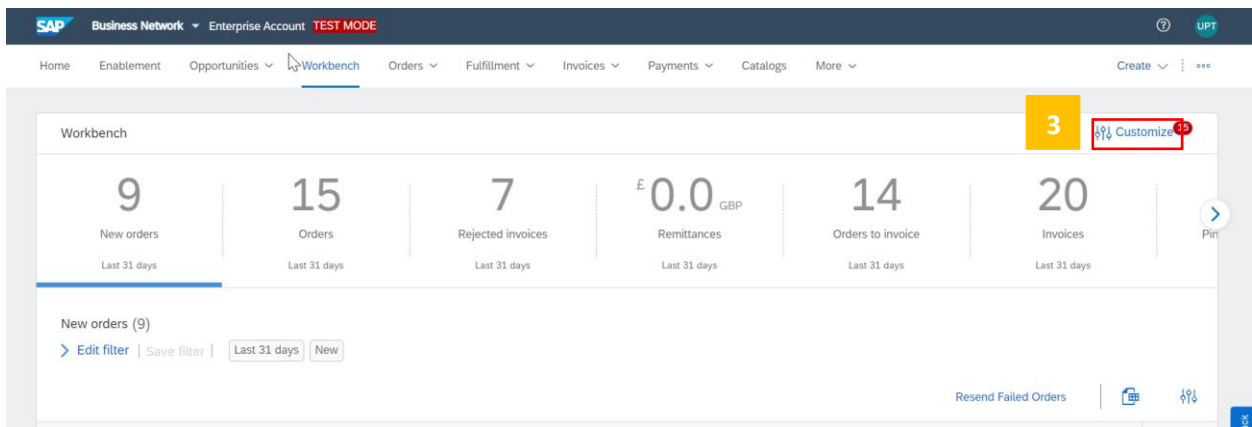 SAP Business Network Enterprise Account TEST MODE UPT
Home Enablement Opportunities Workbench Orders Fulfillment Invoices Payments Catalogs More Create
Workbench 3 Customize 15
9 15 7 £ 0.0 GBP 14 20
New orders Orders Rejected invoices Remittances Orders to invoice Invoices Pin
Last 31 days Last 31 days Last 31 days Last 31 days Last 31 days Last 31 days
New orders (9)
Edit filter | Save filter | Last 31 days New
Resend Failed Orders